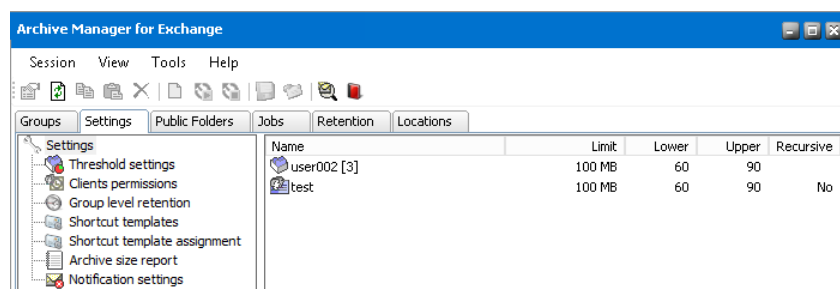 Archive Manager for Exchange
Session View Tools Help
Groups Settings Public Folders Jobs Retention Locations
Settings
Threshold settings
Clients permissions
Group level retention
Shortcut templates
Shortcut template assignment
Archive size report
Notification settings
Name Limit Lower Upper Recursive
user002 [3] 100 MB 60 90
test 100 MB 60 90 No